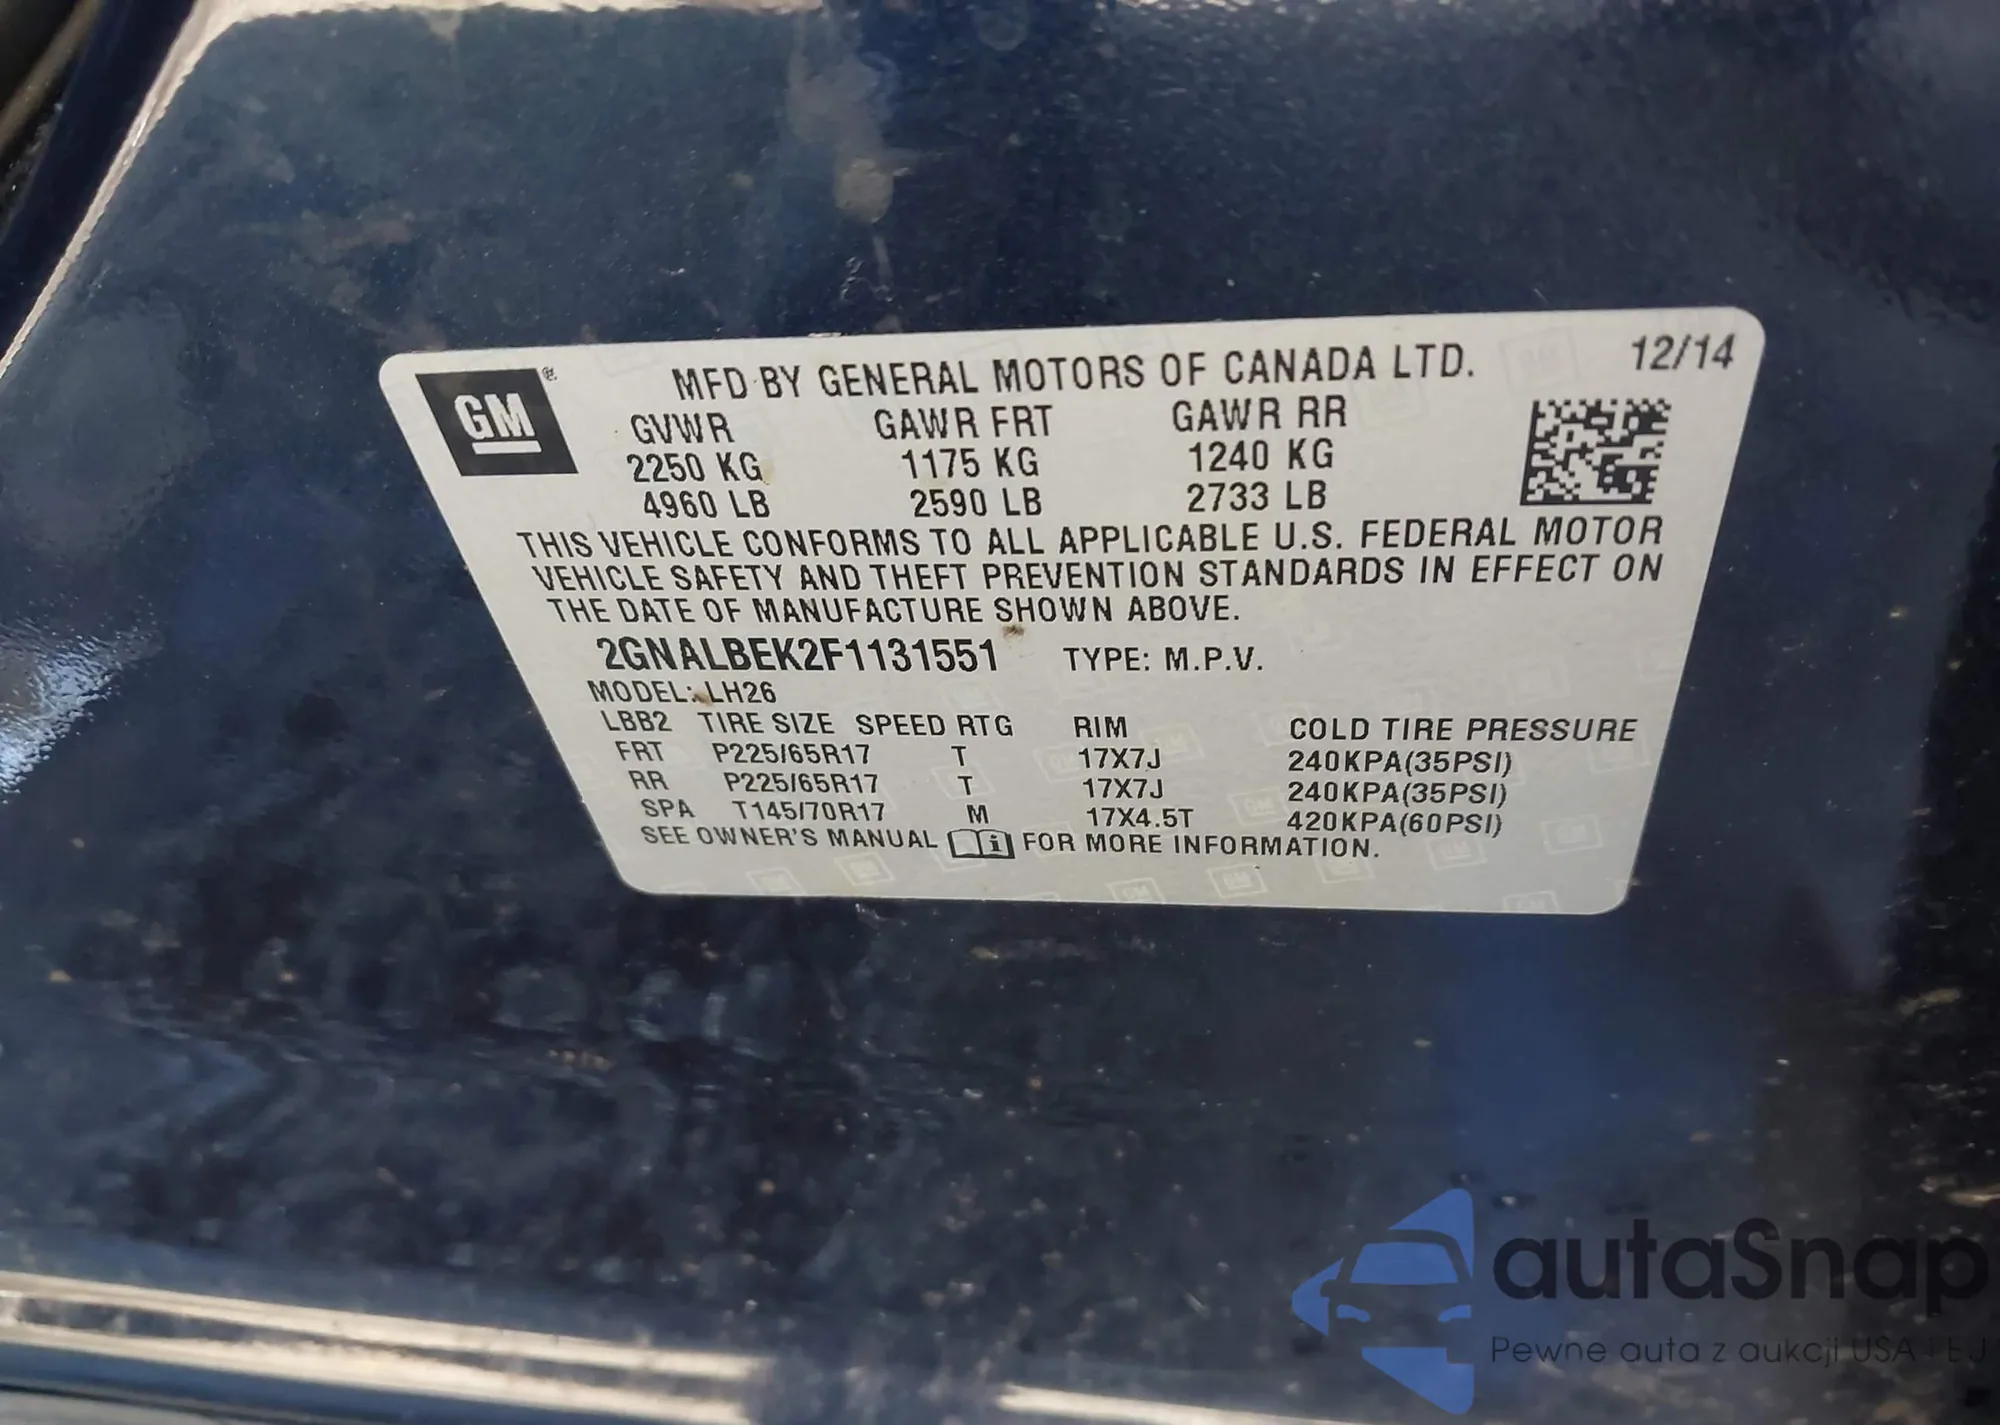 GM
MFD BY GENERAL MOTORS OF CANADA LTD. 12/14
GVWR GAWR FRT GAWR RR
2250 KG 1175 KG 1240 KG
4960 LB 2590 LB 2733 LB
THIS VEHICLE CONFORMS TO ALL APPLICABLE U.S. FEDERAL MOTOR
VEHICLE SAFETY AND THEFT PREVENTION STANDARDS IN EFFECT ON
THE DATE OF MANUFACTURE SHOWN ABOVE.
2GNALBEK2F1131551 TYPE: M.P.V.
MODEL: LH26
LBB2 TIRE SIZE SPEED RTG RIM COLD TIRE PRESSURE
FRT P225/65R17 T 17X7J 240KPA(35PSI)
RR P225/65R17 T 17X7J 240KPA(35PSI)
SPA T145/70R17 M 17X4.5T 420KPA(60PSI)
SEE OWNER'S MANUAL i FOR MORE INFORMATION.
autaSnap
Pewne auta z aukcji USA i EJ